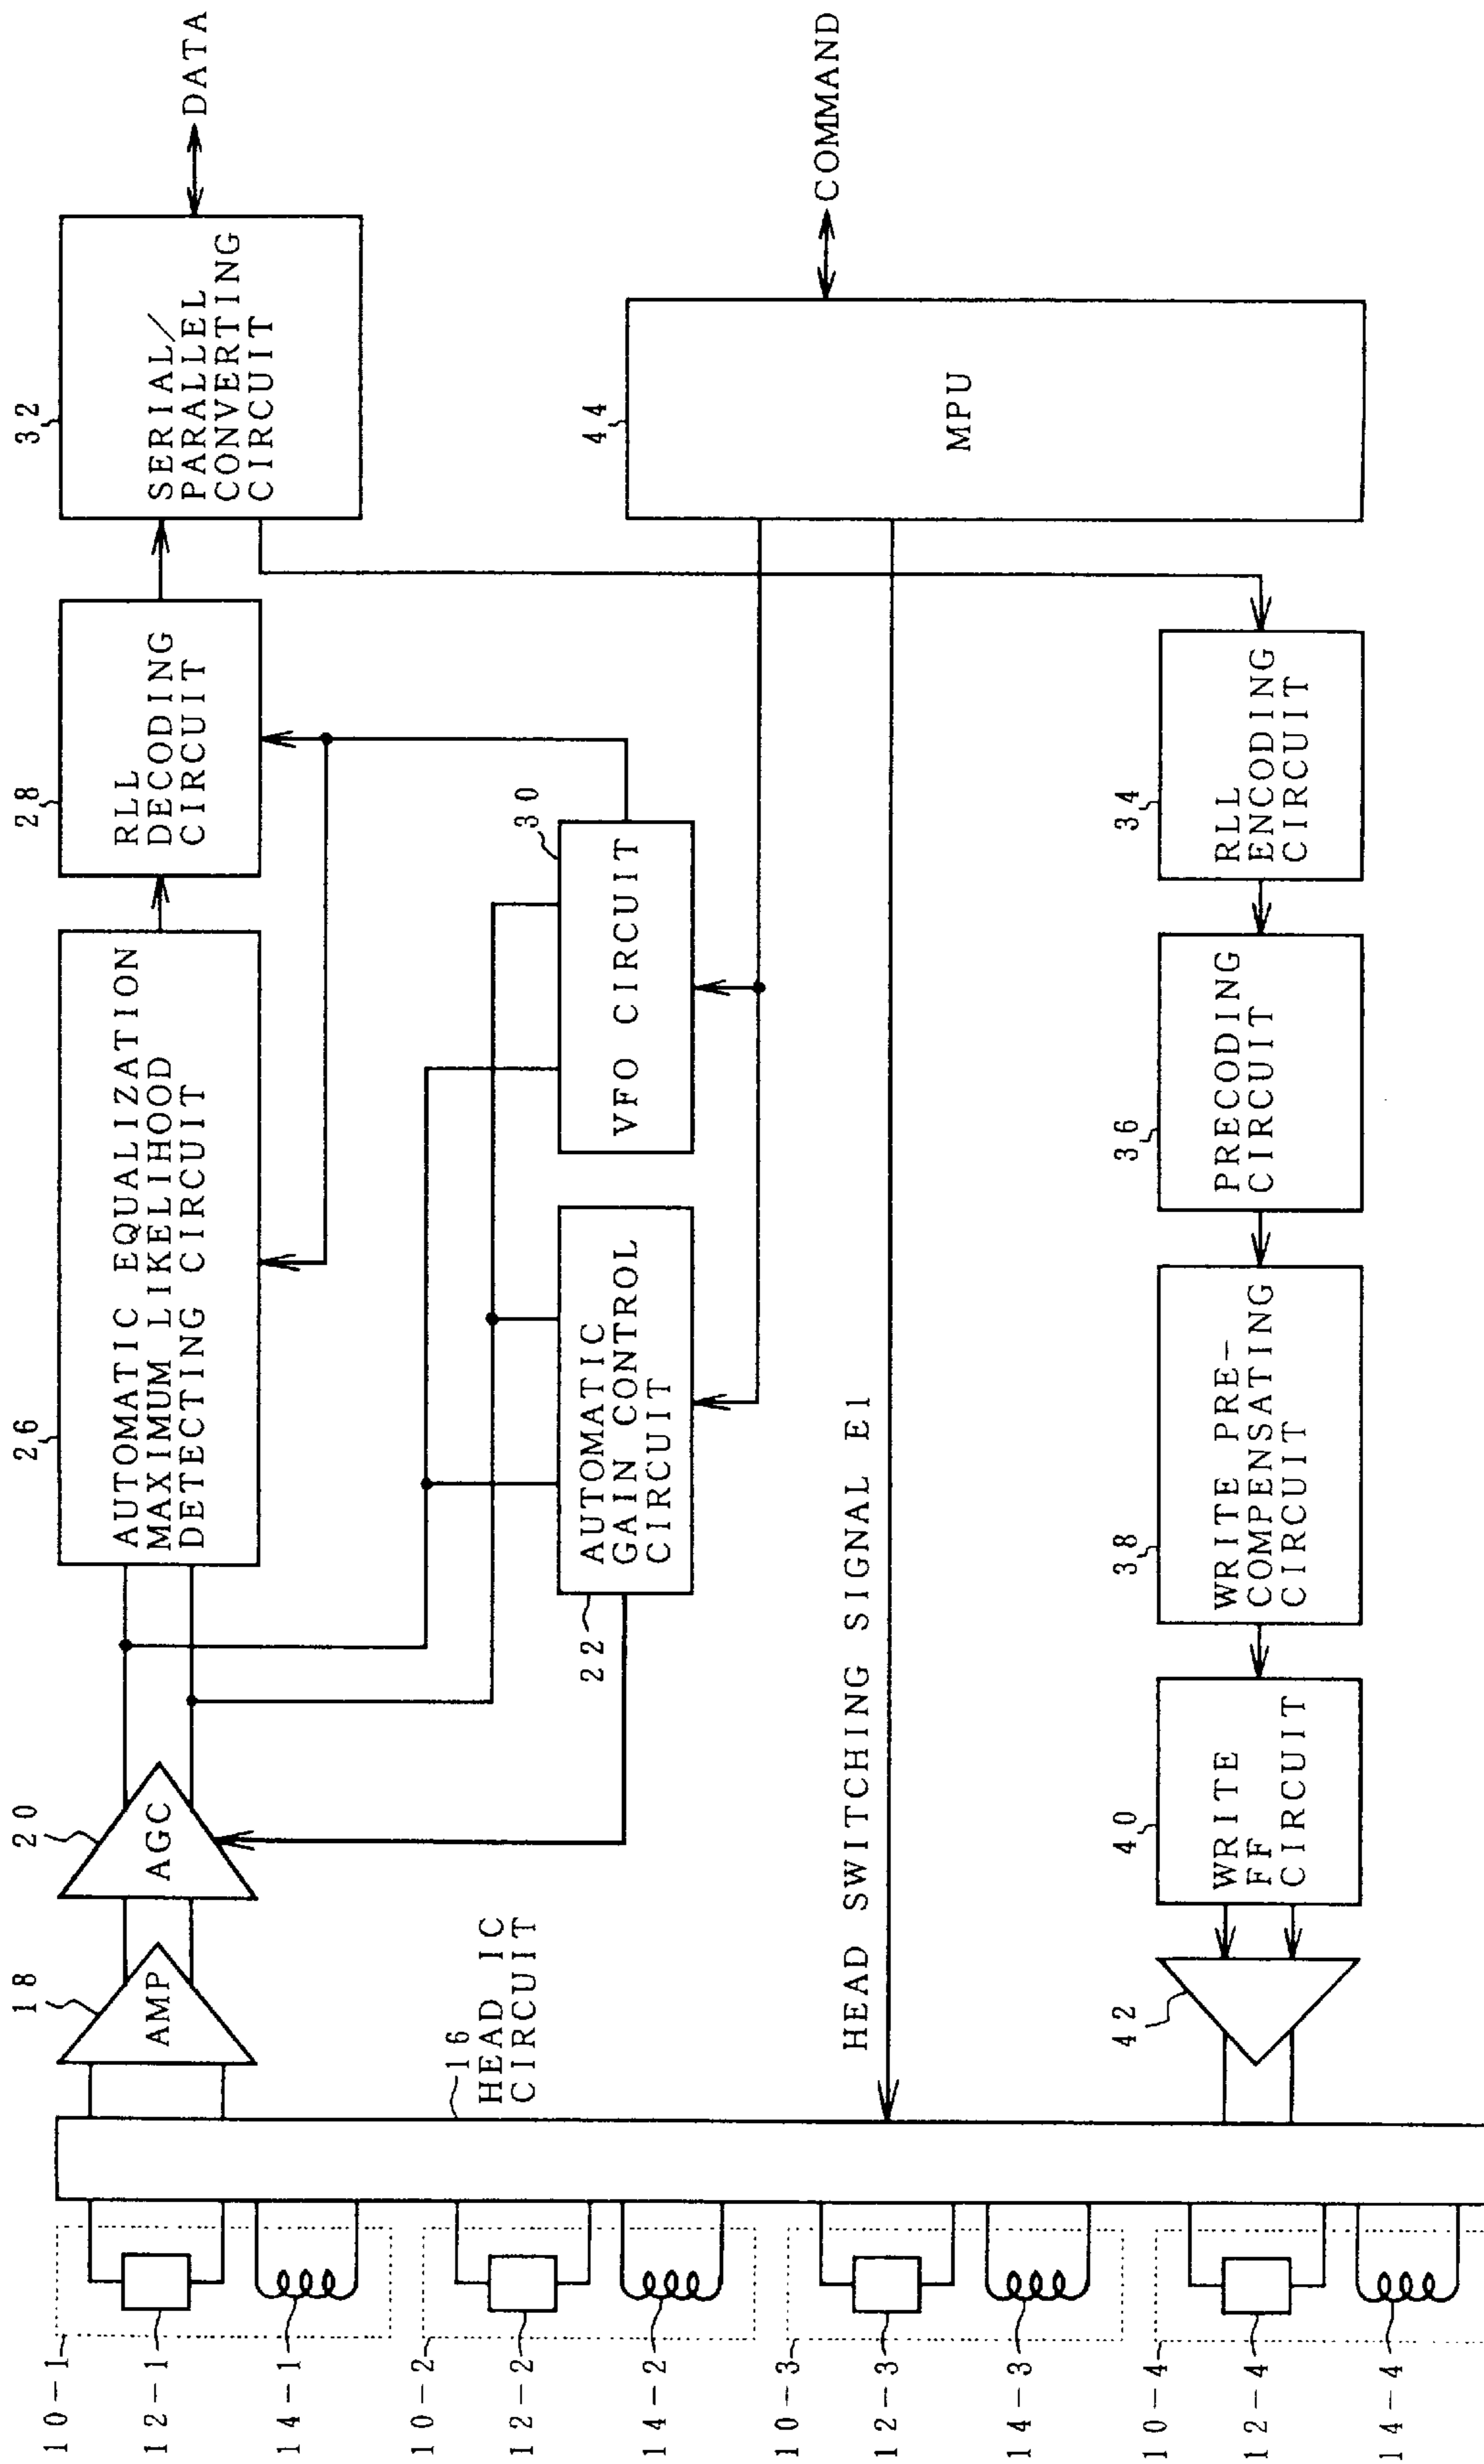 10-1
12-1
14-1
10-2
12-2
14-2
10-3
12-3
14-3
10-4
12-4
14-4
16
HEAD IC
CIRCUIT
18
AMP
20
AGC
26
AUTOMATIC EQUALIZATION
MAXIMUM LIKELIHOOD
DETECTING CIRCUIT
28
RLL
DECODING
CIRCUIT
32
SERIAL/
PARALLEL
CONVERTING
CIRCUIT
DATA
22
AUTOMATIC
GAIN CONTROL
CIRCUIT
30
VFO CIRCUIT
44
MPU
COMMAND
HEAD SWITCHING SIGNAL E1
42
40
WRITE
FF
CIRCUIT
38
WRITE PRE-
COMPENSATING
CIRCUIT
36
PRECODING
CIRCUIT
34
RLL
ENCODING
CIRCUIT